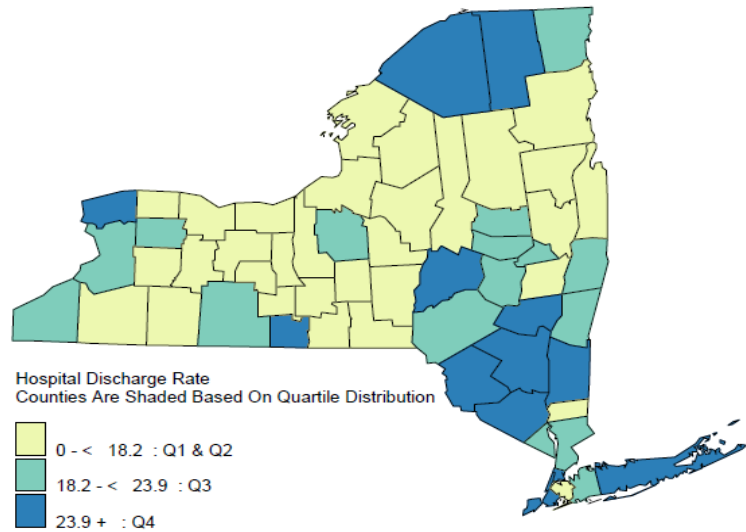 Hospital Discharge Rate
Counties Are Shaded Based On Quartile Distribution
0 - < 18.2 : Q1 & Q2
18.2 - < 23.9 : Q3
23.9 + : Q4